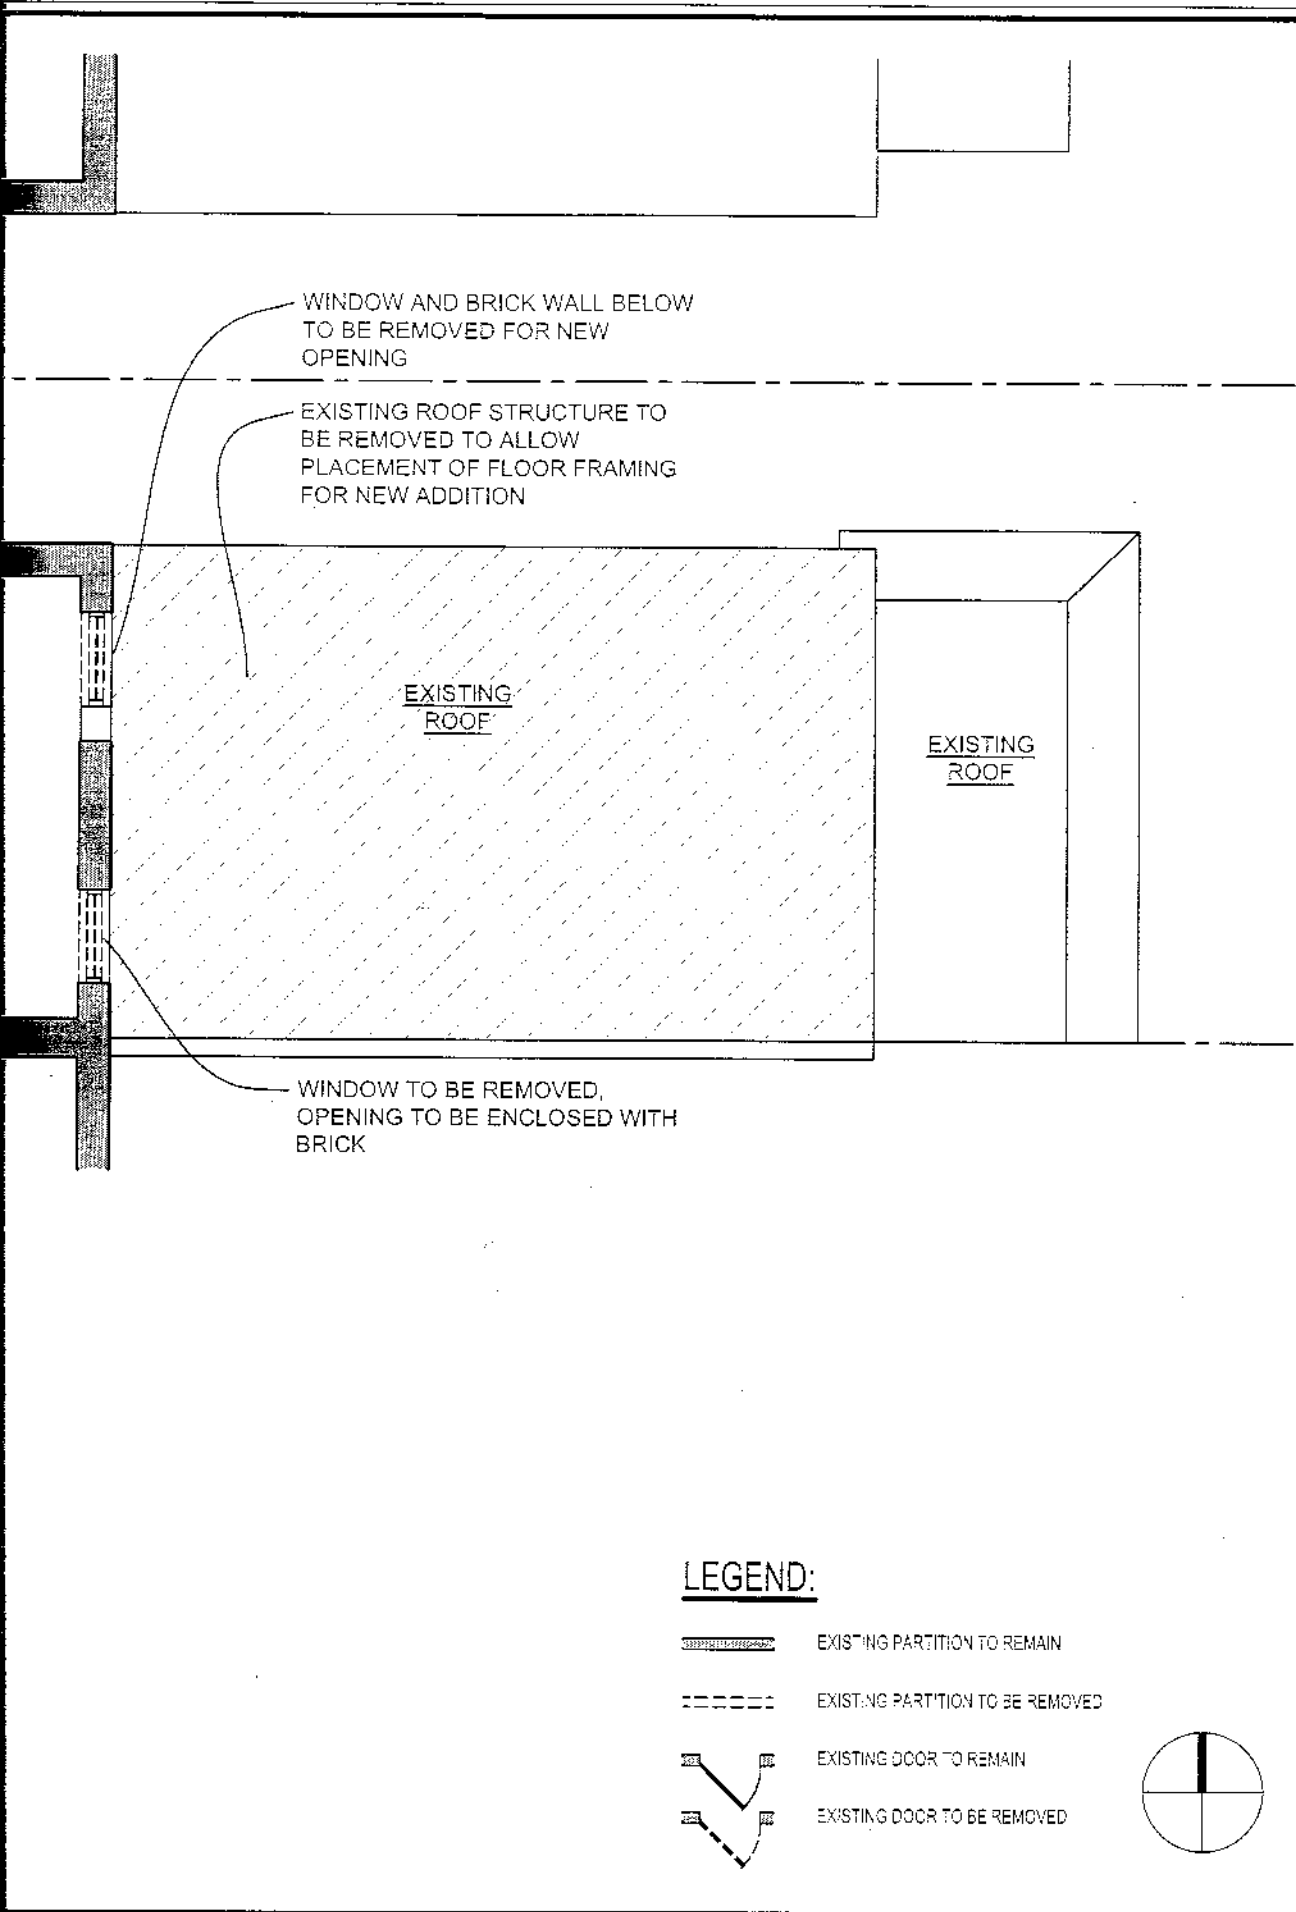 WINDOW AND BRICK WALL BELOW
TO BE REMOVED FOR NEW
OPENING
EXISTING ROOF STRUCTURE TO
BE REMOVED TO ALLOW
PLACEMENT OF FLOOR FRAMING
FOR NEW ADDITION
EXISTING
ROOF
EXISTING
ROOF
WINDOW TO BE REMOVED,
OPENING TO BE ENCLOSED WITH
BRICK
LEGEND:
EXISTING PARTITION TO REMAIN
EXISTING PARTITION TO BE REMOVED
EXISTING DOOR TO REMAIN
EXISTING DOOR TO BE REMOVED